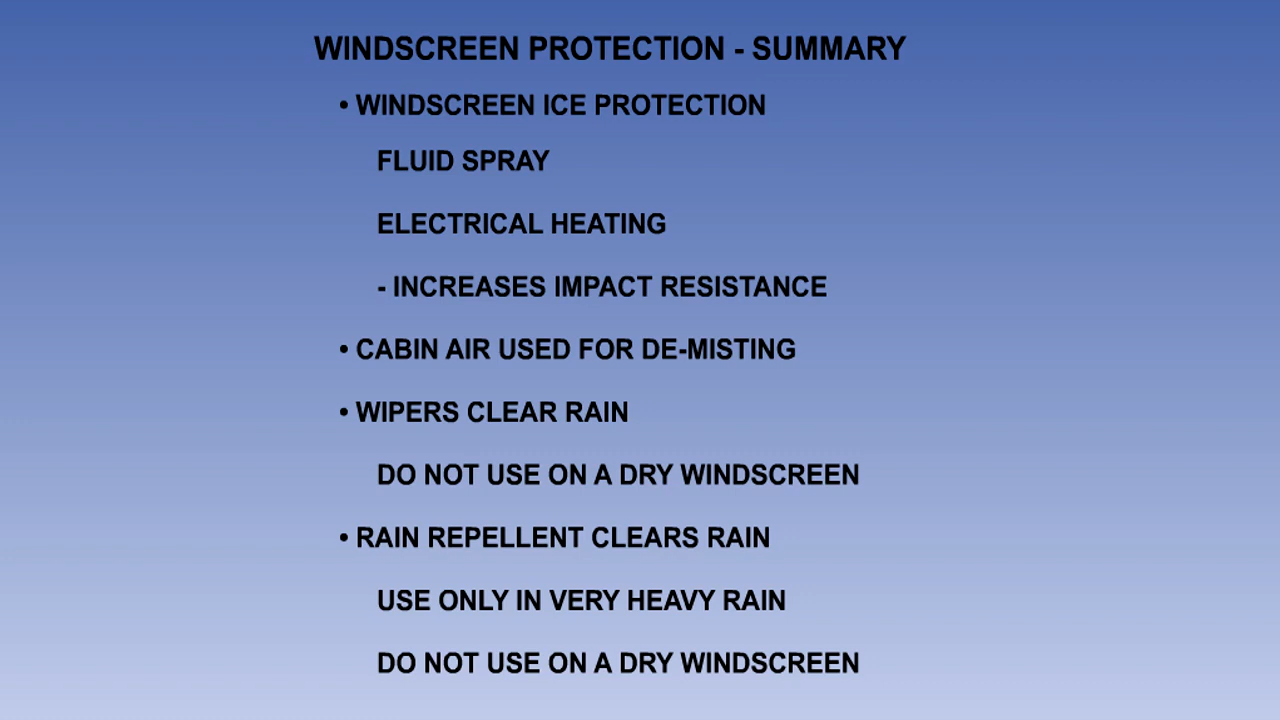 WINDSCREEN PROTECTION - SUMMARY
• WINDSCREEN ICE PROTECTION
FLUID SPRAY
ELECTRICAL HEATING
- INCREASES IMPACT RESISTANCE
• CABIN AIR USED FOR DE-MISTING
• WIPERS CLEAR RAIN
DO NOT USE ON A DRY WINDSCREEN
• RAIN REPELLENT CLEARS RAIN
USE ONLY IN VERY HEAVY RAIN
DO NOT USE ON A DRY WINDSCREEN